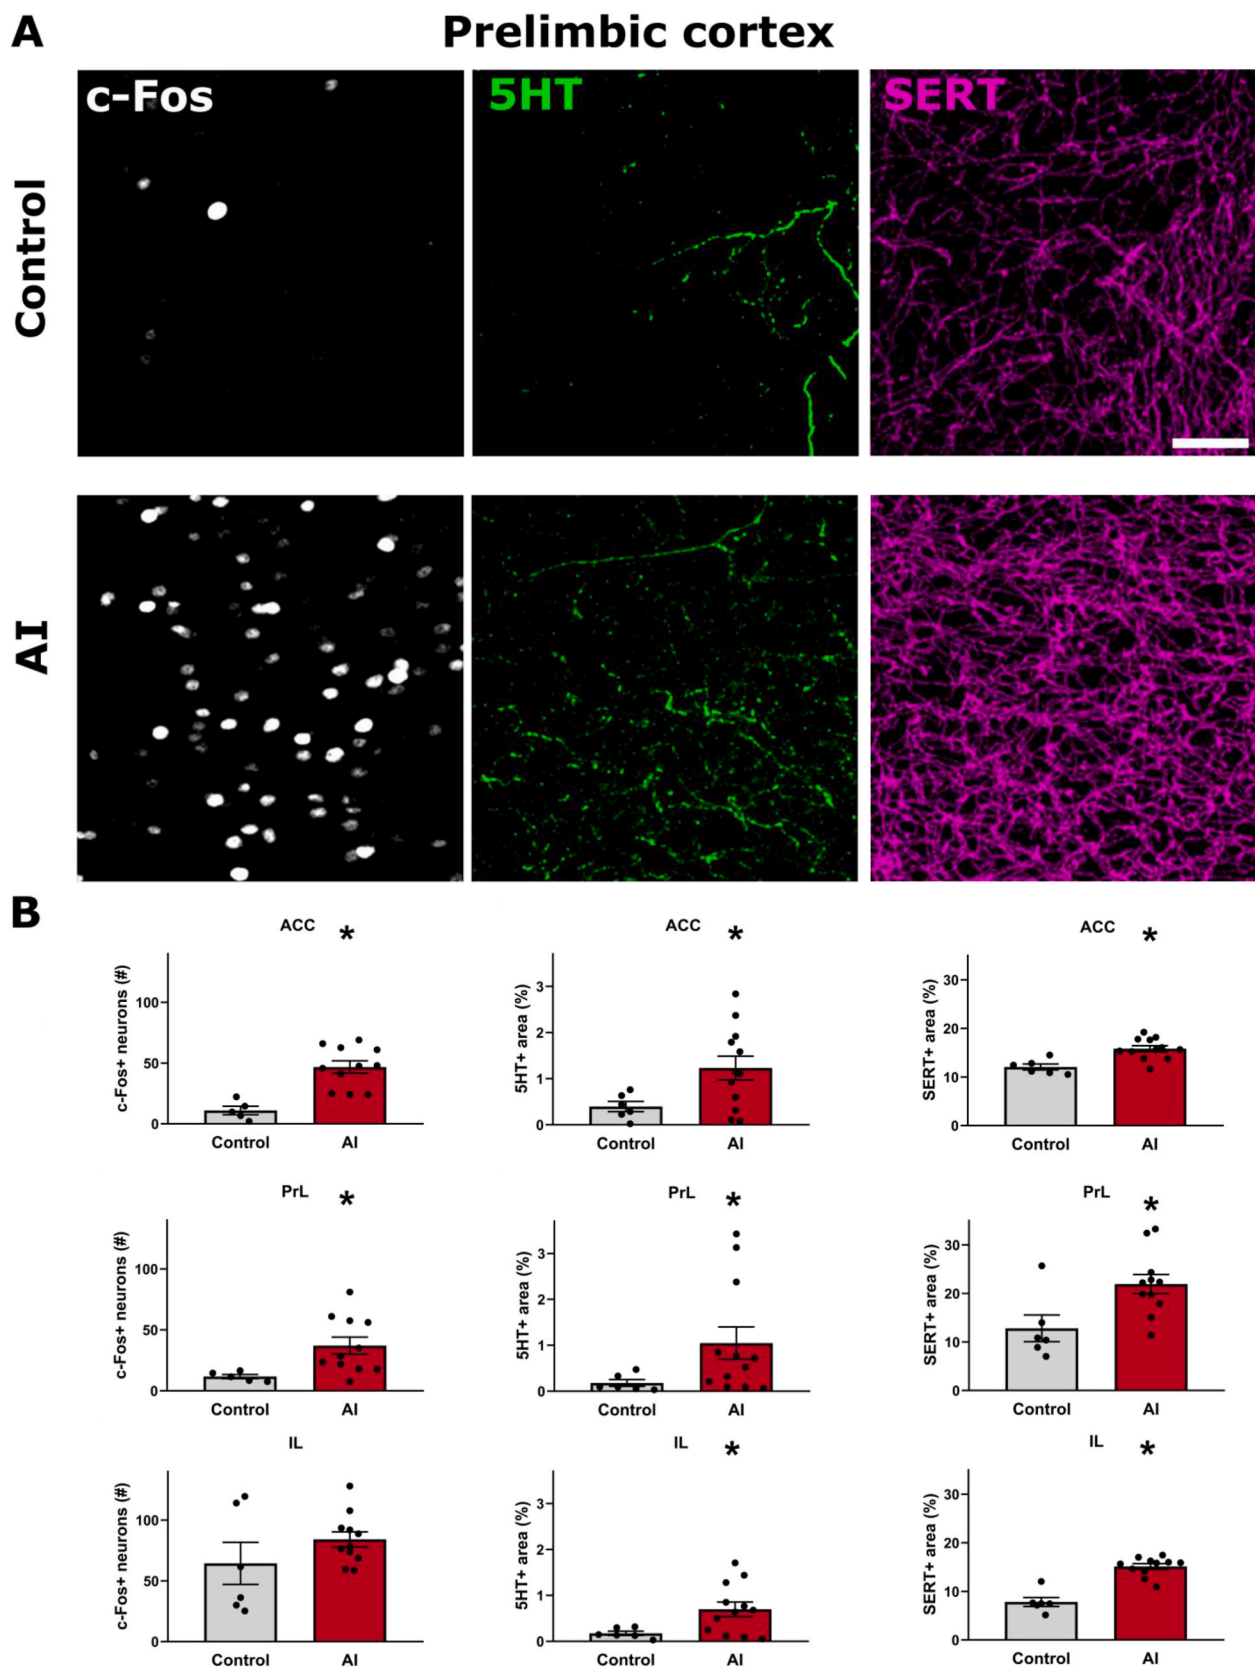 A
Prelimbic cortex
c-Fos
5HT
SERT
Control
AI
B
ACC *
c-Fos+ neurons (#)
100
50
0
Control AI
ACC *
5HT+ area (%)
3
2
1
0
Control AI
ACC *
SERT+ area (%)
30
20
10
0
Control AI
PrL *
c-Fos+ neurons (#)
100
50
0
Control AI
PrL *
5HT+ area (%)
3
2
1
0
Control AI
PrL *
SERT+ area (%)
30
20
10
0
Control AI
IL
c-Fos+ neurons (#)
100
50
0
Control AI
IL *
5HT+ area (%)
3
2
1
0
Control AI
IL *
SERT+ area (%)
30
20
10
0
Control AI